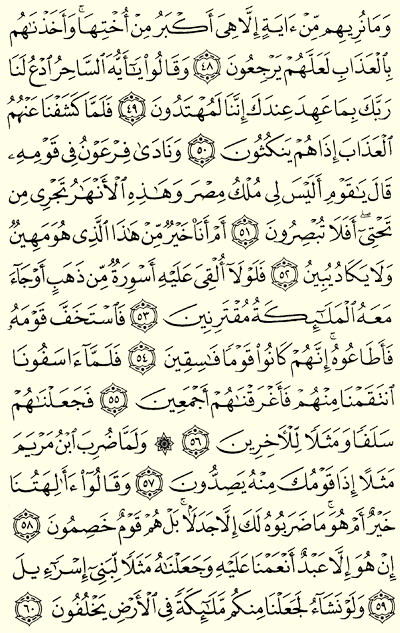 وَمَا نُرِيهِم مِّنْ ءَايَةٍ إِلَّا هِىَ أَكْبَرُ مِنْ أُخْتِهَا ۖ وَأَخَذْنَٰهُم
بِٱلْعَذَابِ لَعَلَّهُمْ يَرْجِعُونَ ٤٨ وَقَالُوا۟ يَٰٓأَيُّهَ ٱلسَّاحِرُ ٱدْعُ لَنَا
رَبَّكَ بِمَا عَهِدَ عِندَكَ إِنَّنَا لَمُهْتَدُونَ ٤٩ فَلَمَّا كَشَفْنَا عَنْهُمُ
ٱلْعَذَابَ إِذَا هُمْ يَنكُثُونَ ٥٠ وَنَادَىٰ فِرْعَوْنُ فِى قَوْمِهِۦ
قَالَ يَٰقَوْمِ أَلَيْسَ لِى مُلْكُ مِصْرَ وَهَٰذِهِ ٱلْأَنْهَٰرُ تَجْرِى مِن
تَحْتِىٓ ۖ أَفَلَا تُبْصِرُونَ ٥١ أَمْ أَنَا۠ خَيْرٌ مِّنْ هَٰذَا ٱلَّذِى هُوَ مَهِينٌ
وَلَا يَكَادُ يُبِينُ ٥٢ فَلَوْلَآ أُلْقِىَ عَلَيْهِ أَسْوِرَةٌ مِّن ذَهَبٍ أَوْ جَآءَ
مَعَهُ ٱلْمَلَٰٓئِكَةُ مُقْتَرِنِينَ ٥٣ فَٱسْتَخَفَّ قَوْمَهُۥ
فَأَطَاعُوهُ ۚ إِنَّهُمْ كَانُوا۟ قَوْمًا فَٰسِقِينَ ٥٤ فَلَمَّآ ءَاسَفُونَا
ٱنتَقَمْنَا مِنْهُمْ فَأَغْرَقْنَٰهُمْ أَجْمَعِينَ ٥٥ فَجَعَلْنَٰهُمْ
سَلَفًا وَمَثَلًا لِّلْءَاخِرِينَ ٥٦ ۞ وَلَمَّا ضُرِبَ ٱبْنُ مَرْيَمَ
مَثَلًا إِذَا قَوْمُكَ مِنْهُ يَصِدُّونَ ٥٧ وَقَالُوٓا۟ ءَأَٰلِهَتُنَا
خَيْرٌ أَمْ هُوَ ۚ مَا ضَرَبُوهُ لَكَ إِلَّا جَدَلًۢا ۚ بَلْ هُمْ قَوْمٌ خَصِمُونَ ٥٨
إِنْ هُوَ إِلَّا عَبْدٌ أَنْعَمْنَا عَلَيْهِ وَجَعَلْنَٰهُ مَثَلًا لِّبَنِىٓ إِسْرَٰٓءِيلَ
٥٩ وَلَوْ نَشَآءُ لَجَعَلْنَا مِنكُم مَّلَٰٓئِكَةً فِى ٱلْأَرْضِ يَخْلُفُونَ ٦٠